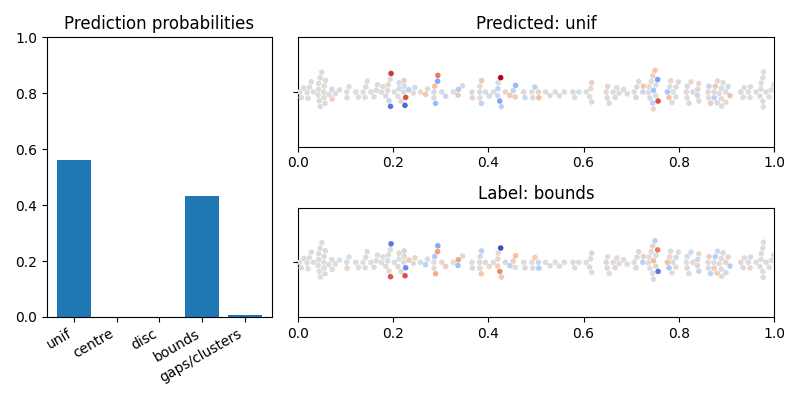 Prediction probabilities
1.0
0.8
0.6
0.4
0.2
0.0
unif
centre
disc
bounds
gaps/clusters
Predicted: unif
0.0 0.2 0.4 0.6 0.8 1.0
Label: bounds
0.0 0.2 0.4 0.6 0.8 1.0